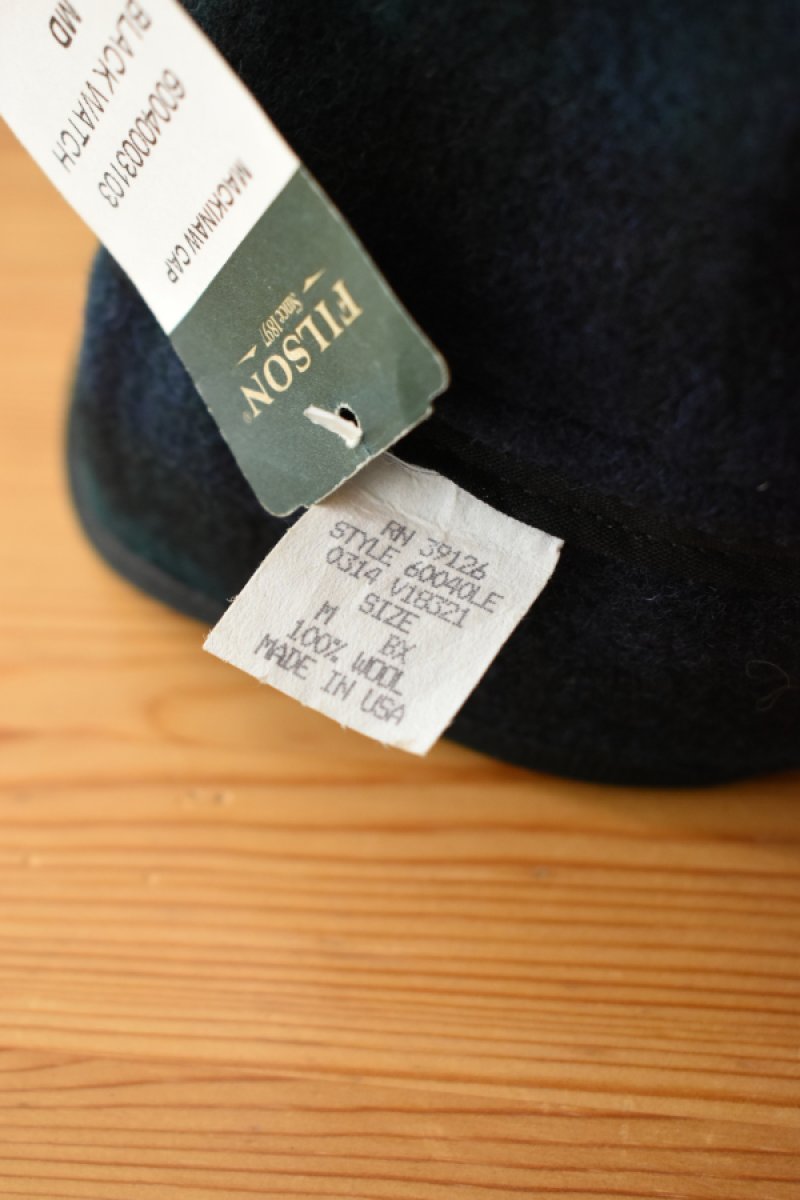 FILSON®
Since 1897
MACKINAW CAP
60040003103
BLACK WATCH
MD
RN 39126
STYLE 60040LE
0314 V18321
SIZE
M BX
100% WOOL
MADE IN USA